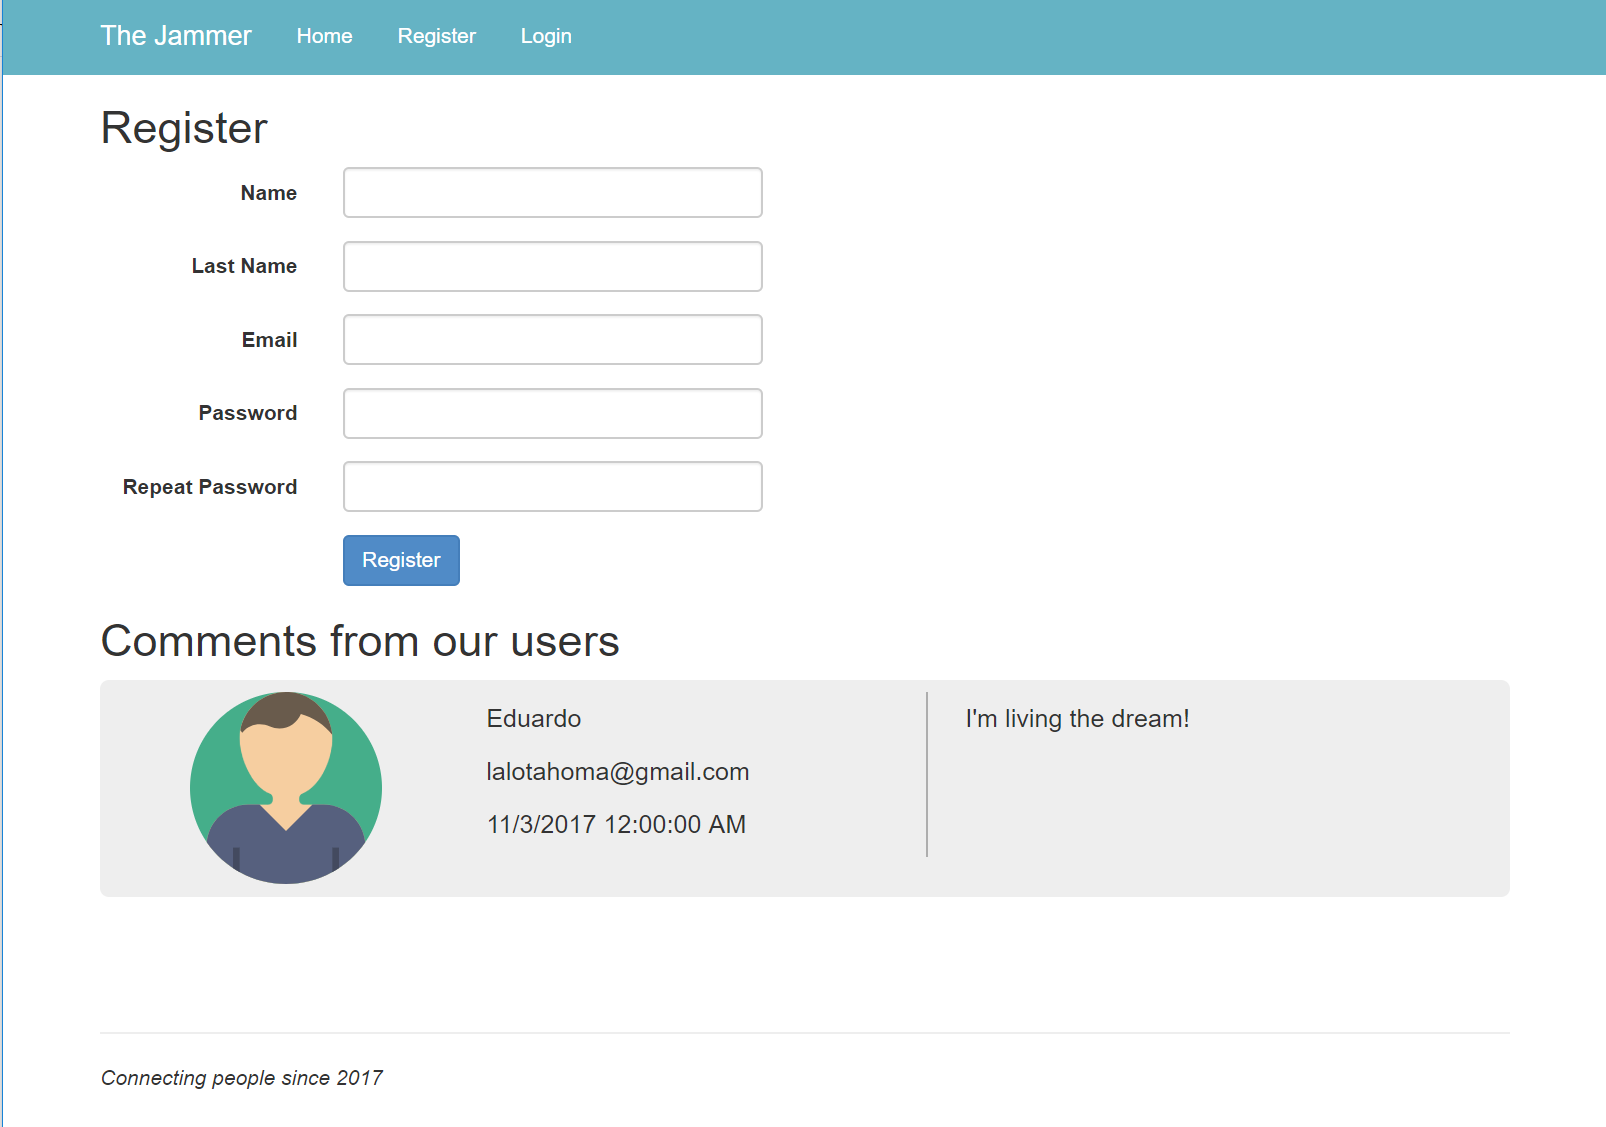 The Jammer Home Register Login
Register
Name
Last Name
Email
Password
Repeat Password
Register
Comments from our users
Eduardo
lalotahoma@gmail.com
11/3/2017 12:00:00 AM
I'm living the dream!
Connecting people since 2017